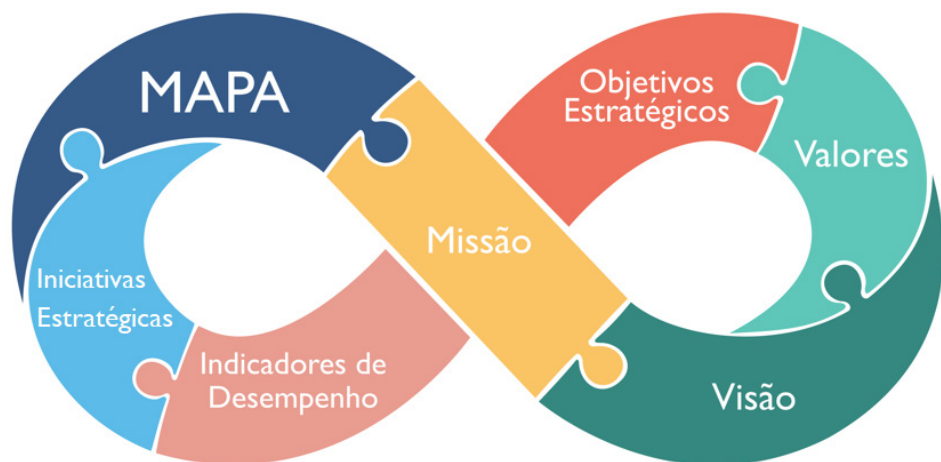 MAPA
Missão
Visão
Valores
Objetivos
Estratégicos
Indicadores de
Desempenho
Iniciativas
Estratégicas